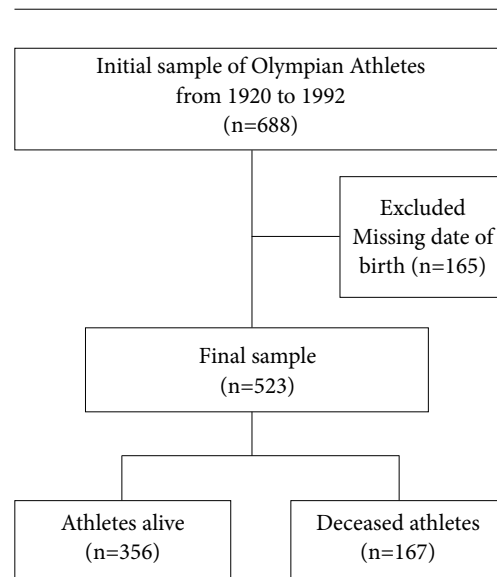 Initial sample of Olympian Athletes
from 1920 to 1992
(n=688)
Excluded
Missing date of
birth (n=165)
Final sample
(n=523)
Athletes alive
(n=356)
Deceased athletes
(n=167)